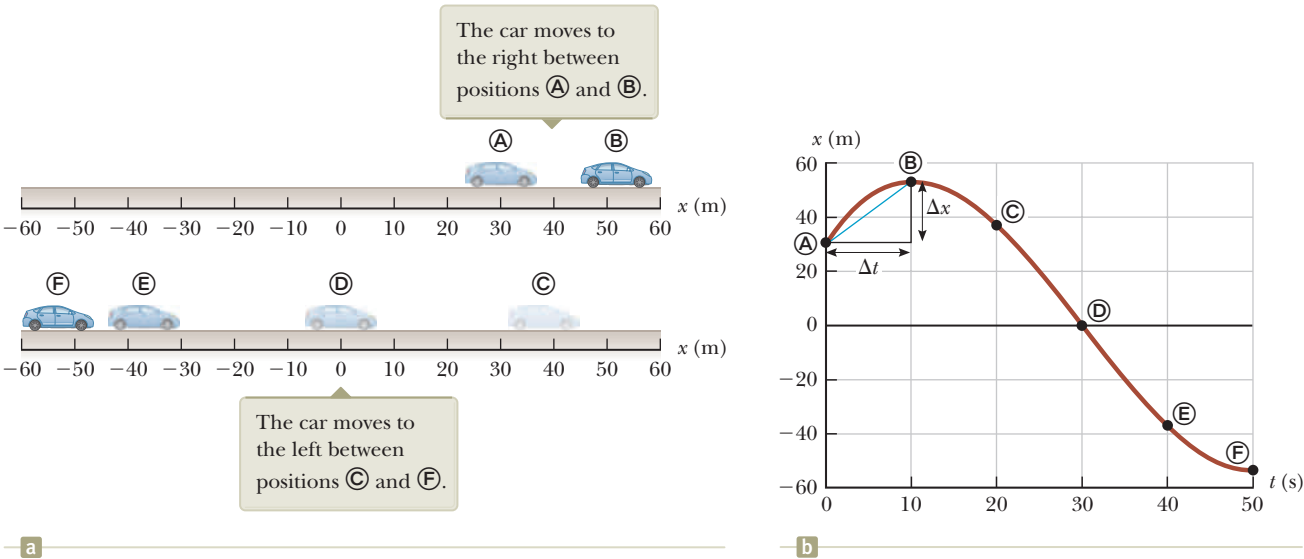 The car moves to
the right between
positions Ⓐ and Ⓑ.
Ⓐ Ⓑ
x (m)
−60 −50 −40 −30 −20 −10 0 10 20 30 40 50 60
Ⓕ Ⓔ Ⓓ Ⓒ
x (m)
−60 −50 −40 −30 −20 −10 0 10 20 30 40 50 60
The car moves to
the left between
positions Ⓒ and Ⓕ.
a
x (m)
60
40
20
0
−20
−40
−60
Ⓐ
Ⓑ
Δx
Δt
Ⓒ
Ⓓ
Ⓔ
Ⓕ
t (s)
0 10 20 30 40 50
b